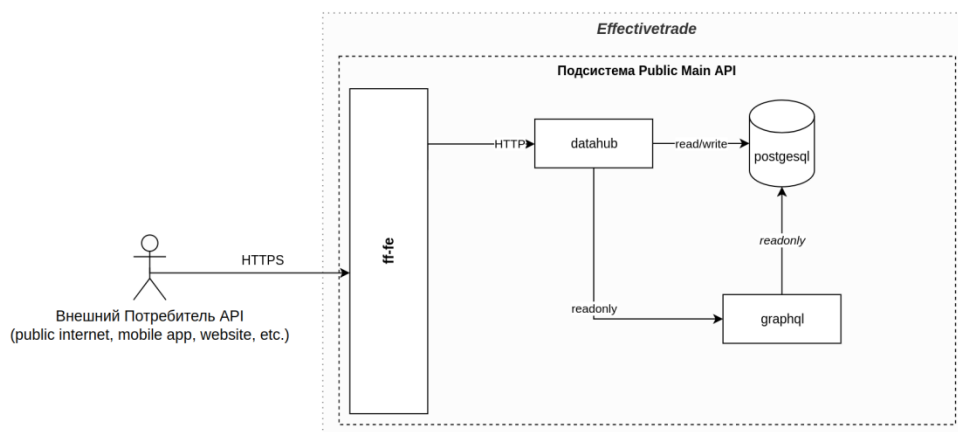 Effectivetrade
Подсистема Public Main API
ff-fe
HTTP
datahub
read/write
postgesql
readonly
HTTPS
readonly
graphql
Внешний Потребитель API
(public internet, mobile app, website, etc.)